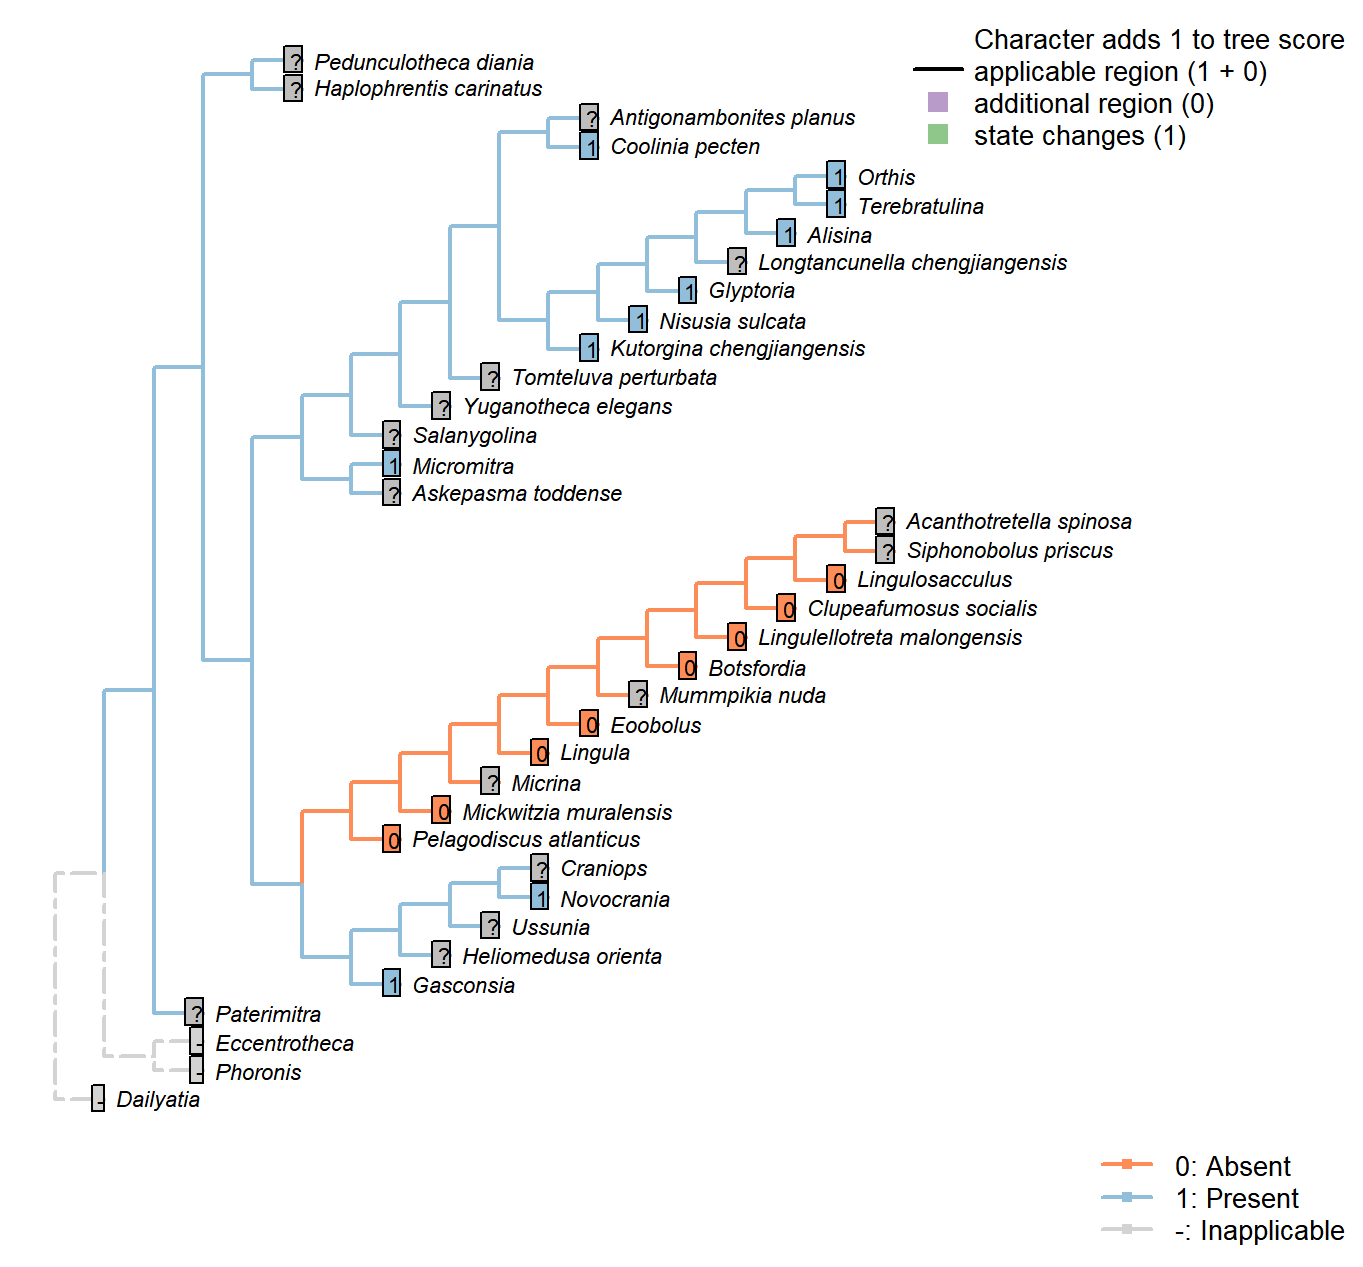 Character adds 1 to tree score
applicable region (1 + 0)
additional region (0)
state changes (1)
? Pedunculotheca diania
? Haplophrentis carinatus
? Antigonambonites planus
1 Coolinia pecten
1 Orthis
1 Terebratulina
1 Alisina
? Longtancunella chengjiangensis
1 Glyptoria
1 Nisusia sulcata
1 Kutorgina chengjiangensis
? Tomteluva perturbata
? Yuganotheca elegans
? Salanygolina
1 Micromitra
? Askepasma toddense
? Acanthotretella spinosa
? Siphonobolus priscus
0 Lingulosacculus
0 Clupeafumosus socialis
0 Lingulellotreta malongensis
0 Botsfordia
? Mummpikia nuda
0 Eoobolus
0 Lingula
? Micrina
0 Mickwitzia muralensis
0 Pelagodiscus atlanticus
? Craniops
1 Novocrania
? Ussunia
? Heliomedusa orienta
1 Gasconsia
? Paterimitra
- Eccentrotheca
- Phoronis
- Dailyatia
0: Absent
1: Present
-: Inapplicable